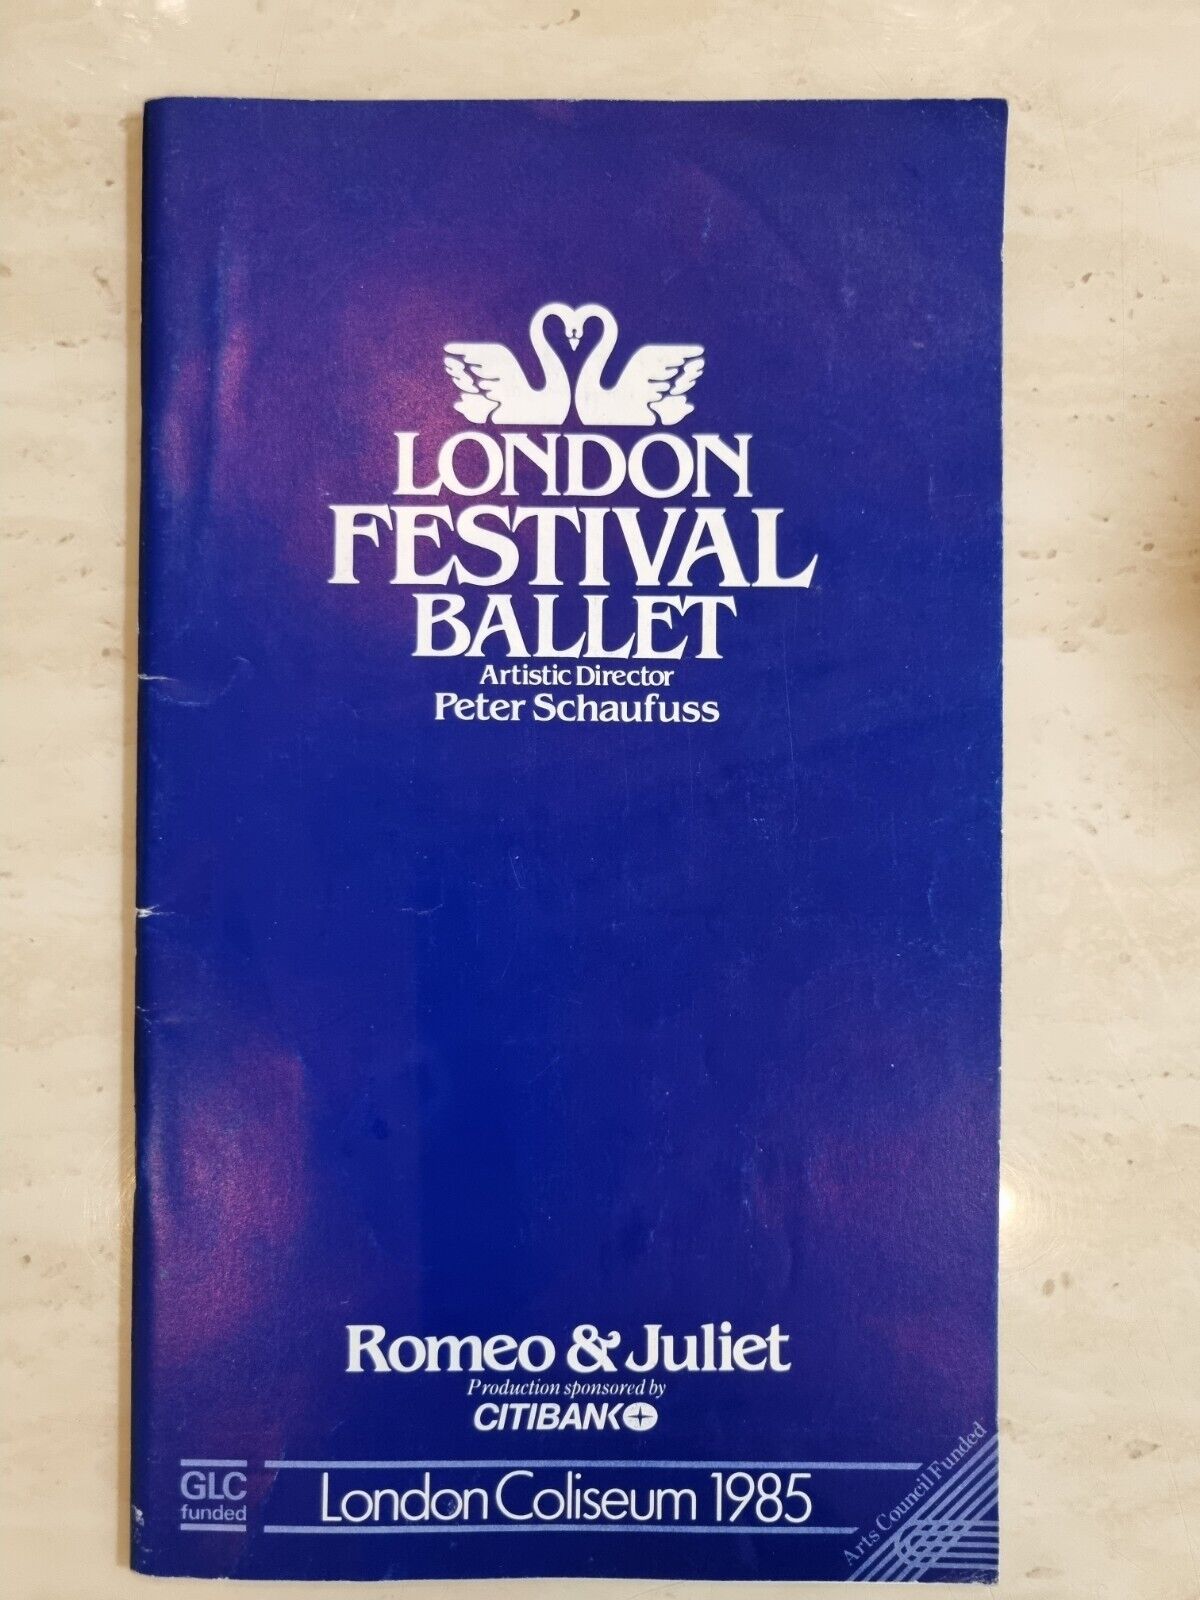 LONDON
FESTIVAL
BALLET
Artistic Director
Peter Schaufuss
Romeo & Juliet
Production sponsored by
CITIBANK
GLC
funded
London Coliseum 1985
Arts Council Funded